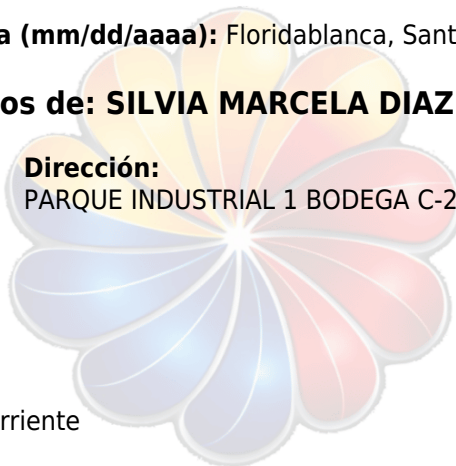 a (mm/dd/aaaa): Floridablanca, Sant
os de: SILVIA MARCELA DIAZ
Dirección:
PARQUE INDUSTRIAL 1 BODEGA C-2
rriente